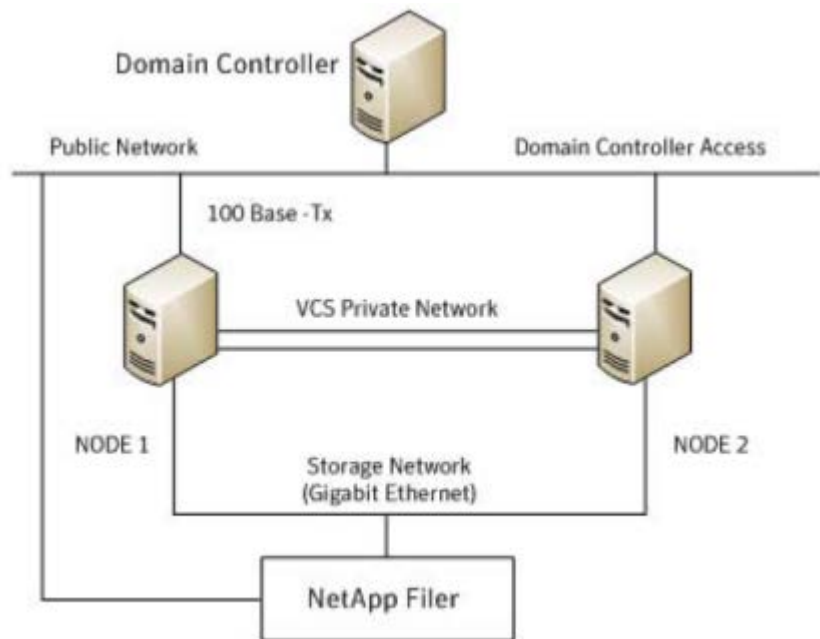 Domain Controller
Public Network
Domain Controller Access
100 Base -Tx
VCS Private Network
NODE 1
NODE 2
Storage Network
(Gigabit Ethernet)
NetApp Filer